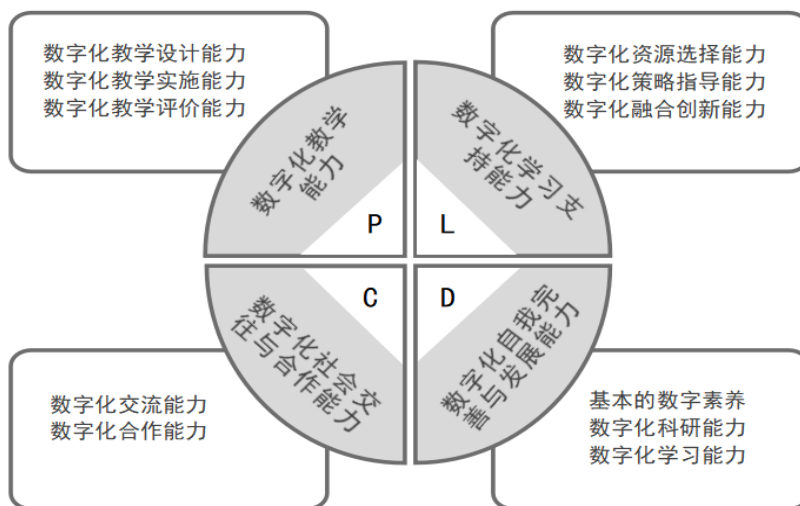 数字化教学设计能力
数字化教学实施能力
数字化教学评价能力
数字化资源选择能力
数字化策略指导能力
数字化融合创新能力
数字化教学
能力
数字化学习支
持能力
P
L
C
D
数字化社会交
往与合作能力
数字化自我完
善与发展能力
数字化交流能力
数字化合作能力
基本的数字素养
数字化科研能力
数字化学习能力